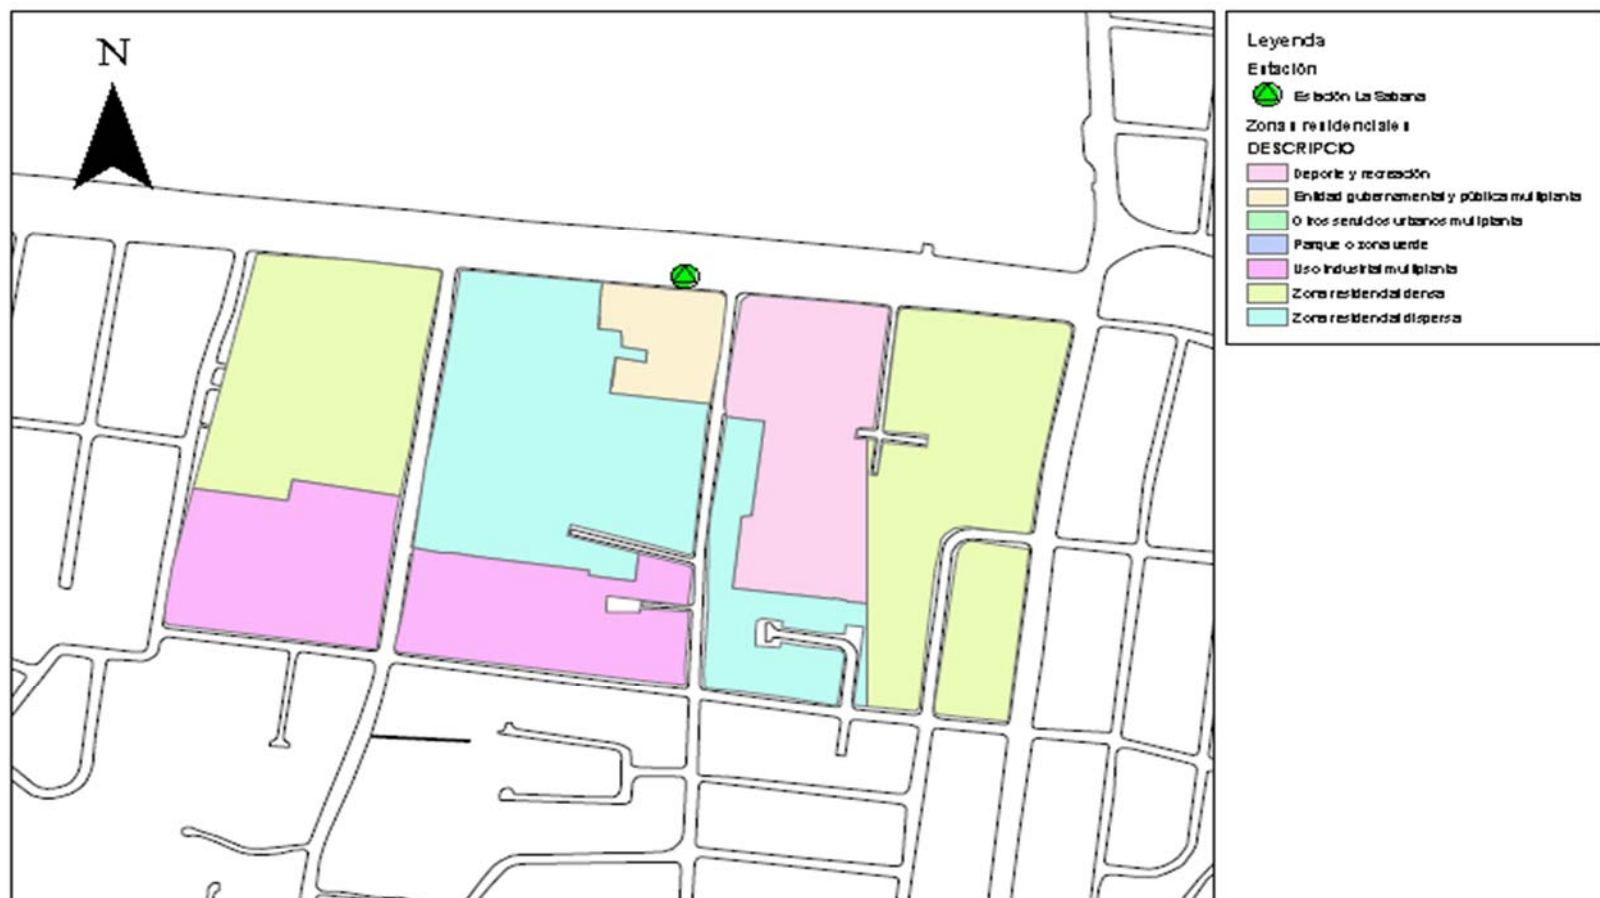 N
Leyenda
Estación
Estación La Sabana
Zonas residenciales
DESCRIPCIO
Deporte y recreación
Entidad gubernamental y pública multiplanta
Otros servicios urbanos multiplanta
Parque o zona verde
Uso industrial multiplanta
Zona residencial densa
Zona residencial dispersa